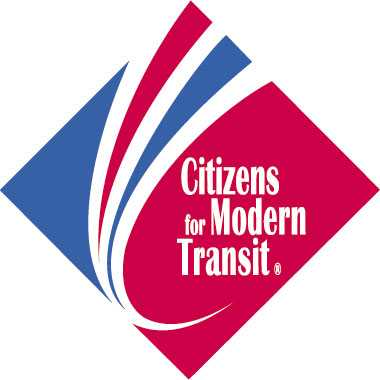 Citizens
for Modern
Transit ®